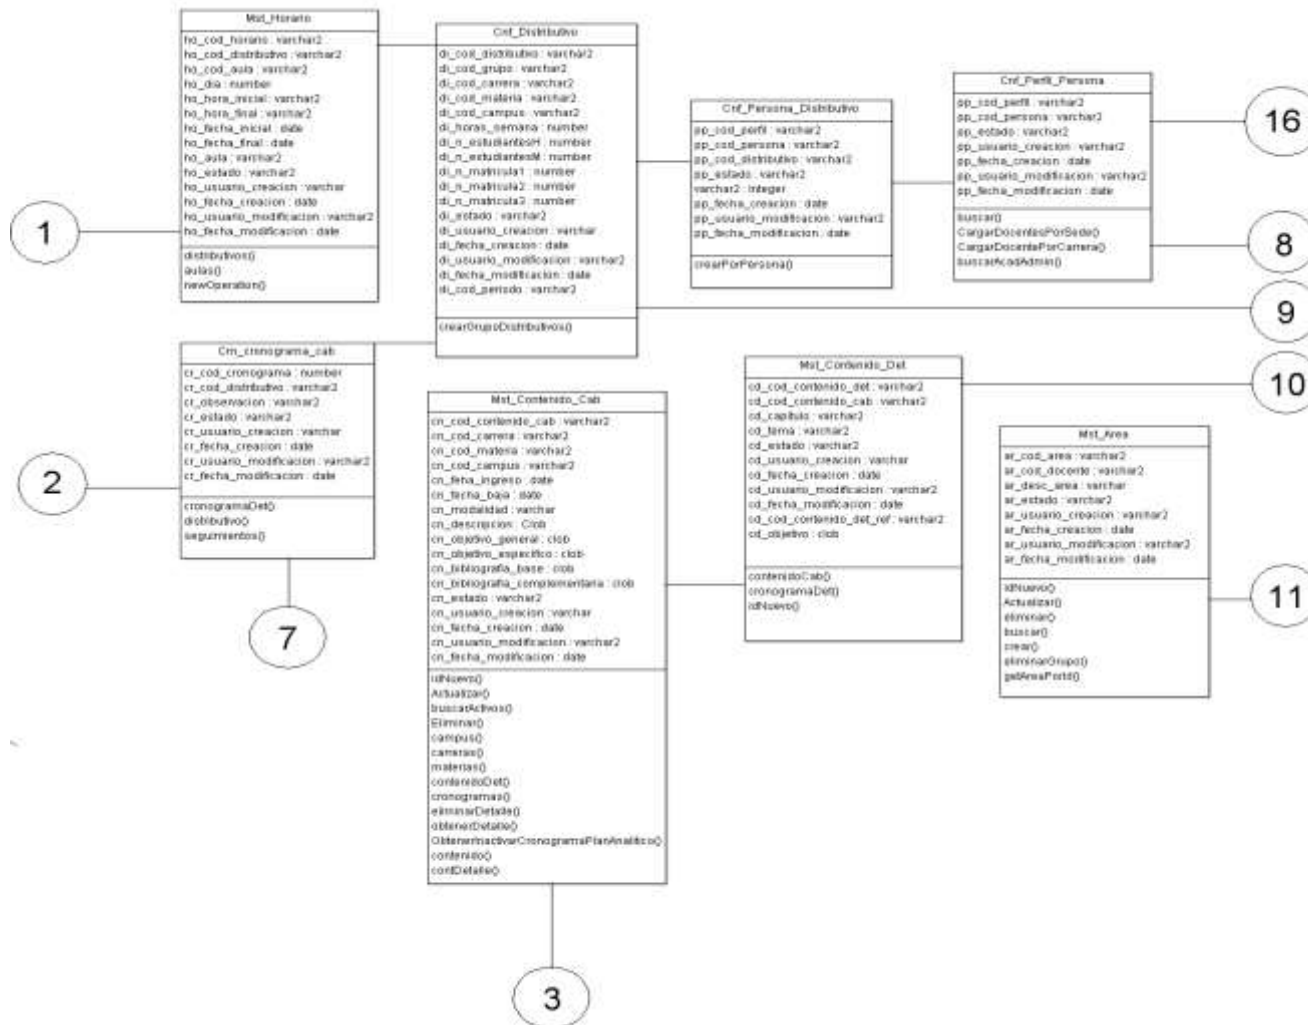 Mst_Horario
ho_cod_horario : varchar2
ho_cod_distributivo : varchar2
ho_cod_aula : varchar2
ho_dia : number
ho_hora_inicial : varchar2
ho_hora_final : varchar2
ho_fecha_inicial : date
ho_fecha_final : date
ho_aula : varchar2
ho_estado : varchar2
ho_usuario_creacion : varchar
ho_fecha_creacion : date
ho_usuario_modificacion : varchar2
ho_fecha_modificacion : date
distributivos()
aulas()
newOperation()
1
Cnf_Distributivo
di_cod_distributivo : varchar2
di_cod_grupo : varchar2
di_cod_carrera : varchar2
di_cod_materia : varchar2
di_cod_campus : varchar2
di_horas_semana : number
di_n_estudiantesH : number
di_n_estudiantesM : number
di_n_matricula1 : number
di_n_matricula2 : number
di_n_matricula3 : number
di_estado : varchar2
di_usuario_creacion : varchar
di_fecha_creacion : date
di_usuario_modificacion : varchar2
di_fecha_modificacion : date
di_cod_periodo : varchar2
crearGrupoDistributivos()
Cnf_Persona_Distributivo
pp_cod_perfil : varchar2
pp_cod_persona : varchar2
pp_cod_distributivo : varchar2
pp_estado : varchar2
varchar2 : integer
pp_fecha_creacion : date
pp_usuario_modificacion : varchar2
pp_fecha_modificacion : date
crearPorPersona()
Cnf_Perfil_Persona
pp_cod_perfil : varchar2
pp_cod_persona : varchar2
pp_estado : varchar2
pp_usuario_creacion : varchar2
pp_fecha_creacion : date
pp_usuario_modificacion : varchar2
pp_fecha_modificacion : date
buscar()
CargarDocentesPorSede()
CargarDocentePorCarrera()
buscarAcadAdmin()
16
8
9
10
Crn_cronograma_cab
cr_cod_cronograma : number
cr_cod_distributivo : varchar2
cr_observacion : varchar2
cr_estado : varchar2
cr_usuario_creacion : varchar
cr_fecha_creacion : date
cr_usuario_modificacion : varchar2
cr_fecha_modificacion : date
cronogramaDet()
distributivo()
seguimientos()
2
7
Mst_Contenido_Cab
cn_cod_contenido_cab : varchar2
cn_cod_carrera : varchar2
cn_cod_materia : varchar2
cn_cod_campus : varchar2
cn_feha_ingreso : date
cn_fecha_baja : date
cn_modalidad : varchar
cn_descripcion : Clob
cn_objetivo_general : clob
cn_objetivo_especifico : clob
cn_bibliografia_base : clob
cn_bibliografia_complementaria : clob
cn_estado : varchar2
cn_usuario_creacion : varchar
cn_fecha_creacion : date
cn_usuario_modificacion : varchar2
cn_fecha_modificacion : date
idNuevo()
Actualizar()
buscarActivos()
Eliminar()
campus()
carreras()
materias()
contenidoDet()
cronogramas()
eliminarDetalle()
obtenerDetalle()
ObtenerInactivarCronogramaPlanAnalitico()
contenido()
contDetalle()
3
Mst_Contenido_Det
cd_cod_contenido_det : varchar2
cd_cod_contenido_cab : varchar2
cd_capitulo : varchar2
cd_tema : varchar2
cd_estado : varchar2
cd_usuario_creacion : varchar
cd_fecha_creacion : date
cd_usuario_modificacion : varchar2
cd_fecha_modificacion : date
cd_cod_contenido_det_ref : varchar2
cd_objetivo : clob
contenidoCab()
cronogramaDet()
idNuevo()
Mst_Area
ar_cod_area : varchar2
ar_cost_docente : varchar2
ar_desc_area : varchar
ar_estado : varchar2
ar_usuario_creacion : varchar2
ar_fecha_creacion : date
ar_usuario_modificacion : varchar2
ar_fecha_modificacion : date
idNuevo()
Actualizar()
eliminar()
buscar()
crear()
eliminarGrupo()
getAreaPorId()
11